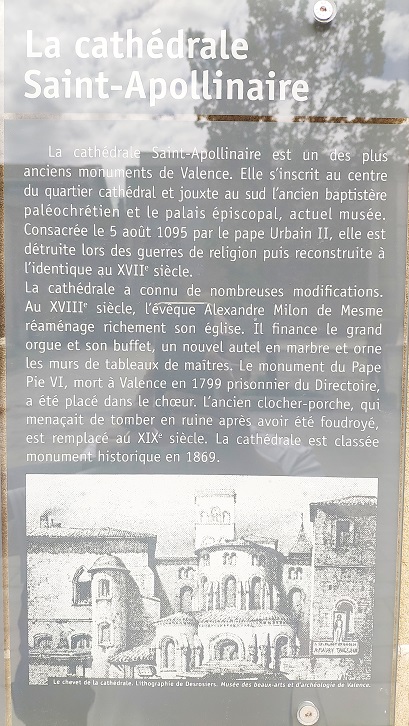 La cathédrale
Saint-Apollinaire
La cathédrale Saint-Apollinaire est un des plus
anciens monuments de Valence. Elle s'inscrit au centre
du quartier cathédral et jouxte au sud l'ancien baptistère
paléochrétien et le palais épiscopal, actuel musée.
Consacrée le 5 août 1095 par le pape Urbain II, elle est
détruite lors des guerres de religion puis reconstruite à
l'identique au XVIIe siècle.
La cathédrale a connu de nombreuses modifications.
Au XVIIIe siècle, l'évêque Alexandre Milon de Mesme
réaménage richement son église. Il finance le grand
orgue et son buffet, un nouvel autel en marbre et orne
les murs de tableaux de maîtres. Le monument du Pape
Pie VI, mort à Valence en 1799 prisonnier du Directoire,
a été placé dans le chœur. L'ancien clocher-porche, qui
menaçait de tomber en ruine après avoir été foudroyé,
est remplacé au XIXe siècle. La cathédrale est classée
monument historique en 1869.
Le chevet de la cathédrale. Lithographie de Desrosiers. Musée des beaux-arts et d'archéologie de Valence.